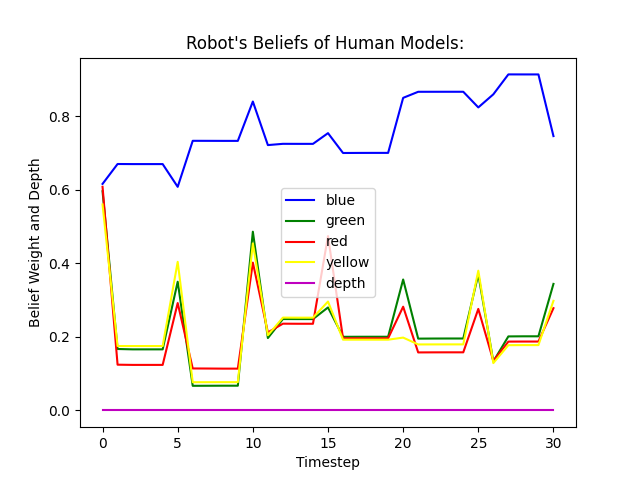 Robot's Beliefs of Human Models:
Belief Weight and Depth
0.8
0.6
0.4
0.2
0.0
blue
green
red
yellow
depth
0 5 10 15 20 25 30
Timestep